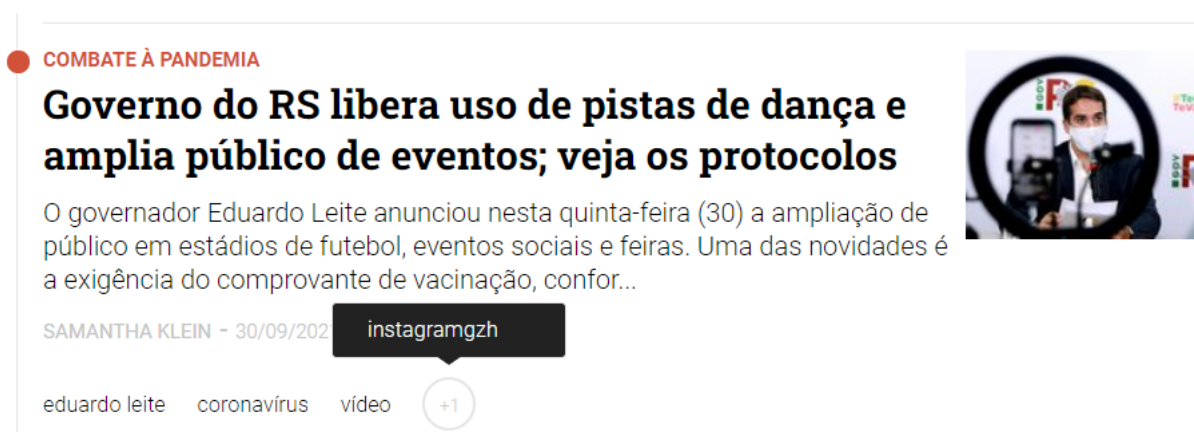 COMBATE À PANDEMIA
Governo do RS libera uso de pistas de dança e
amplia público de eventos; veja os protocolos
O governador Eduardo Leite anunciou nesta quinta-feira (30) a ampliação de
público em estádios de futebol, eventos sociais e feiras. Uma das novidades é
a exigência do comprovante de vacinação, confor...
SAMANTHA KLEIN - 30/09/202
instagramgzh
eduardo leite coronavírus vídeo +1